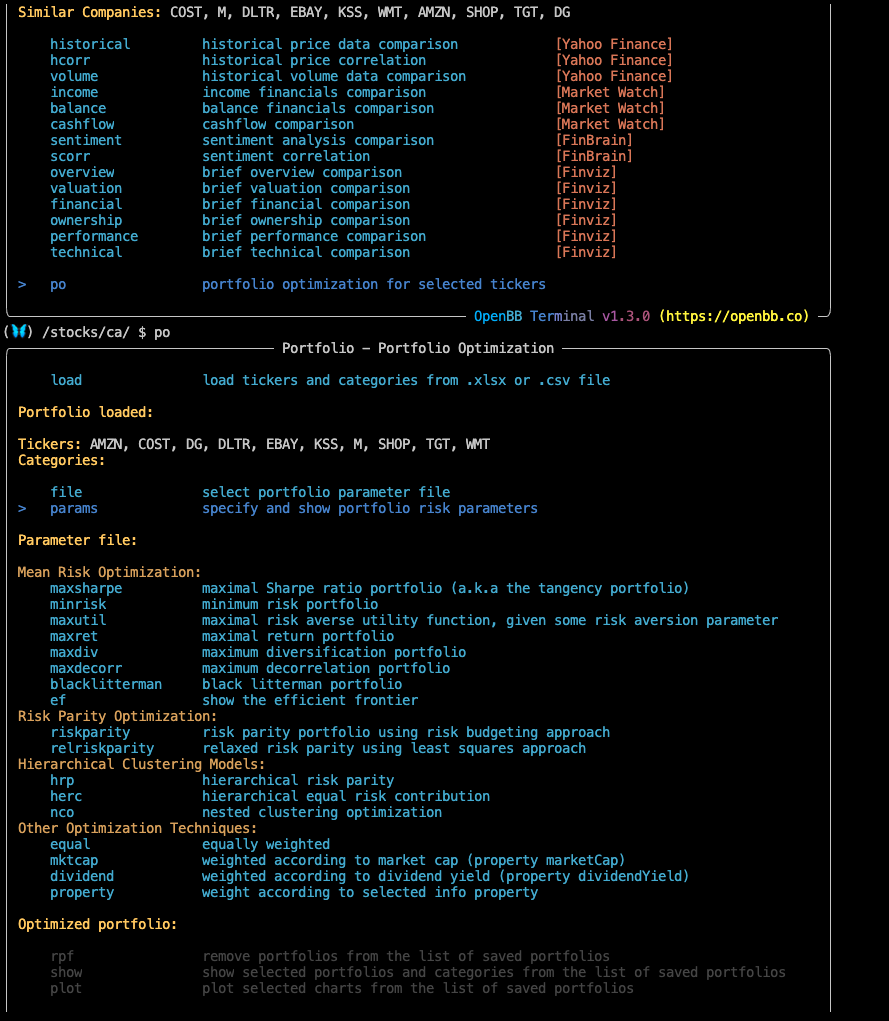 Similar Companies: COST, M, DLTR, EBAY, KSS, WMT, AMZN, SHOP, TGT, DG
historical historical price data comparison [Yahoo Finance]
hcorr historical price correlation [Yahoo Finance]
volume historical volume data comparison [Yahoo Finance]
income income financials comparison [Market Watch]
balance balance financials comparison [Market Watch]
cashflow cashflow comparison [Market Watch]
sentiment sentiment analysis comparison [FinBrain]
scorr sentiment correlation [FinBrain]
overview brief overview comparison [Finviz]
valuation brief valuation comparison [Finviz]
financial brief financial comparison [Finviz]
ownership brief ownership comparison [Finviz]
performance brief performance comparison [Finviz]
technical brief technical comparison [Finviz]
> po portfolio optimization for selected tickers
OpenBB Terminal v1.3.0 (https://openbb.co)
(🦋) /stocks/ca/ $ po
Portfolio - Portfolio Optimization
load load tickers and categories from .xlsx or .csv file
Portfolio loaded:
Tickers: AMZN, COST, DG, DLTR, EBAY, KSS, M, SHOP, TGT, WMT
Categories:
file select portfolio parameter file
> params specify and show portfolio risk parameters
Parameter file:
Mean Risk Optimization:
maxsharpe maximal Sharpe ratio portfolio (a.k.a the tangency portfolio)
minrisk minimum risk portfolio
maxutil maximal risk averse utility function, given some risk aversion parameter
maxret maximal return portfolio
maxdiv maximum diversification portfolio
maxdecorr maximum decorrelation portfolio
blacklitterman black litterman portfolio
ef show the efficient frontier
Risk Parity Optimization:
riskparity risk parity portfolio using risk budgeting approach
relriskparity relaxed risk parity using least squares approach
Hierarchical Clustering Models:
hrp hierarchical risk parity
herc hierarchical equal risk contribution
nco nested clustering optimization
Other Optimization Techniques:
equal equally weighted
mktcap weighted according to market cap (property marketCap)
dividend weighted according to dividend yield (property dividendYield)
property weight according to selected info property
Optimized portfolio:
rpf remove portfolios from the list of saved portfolios
show show selected portfolios and categories from the list of saved portfolios
plot plot selected charts from the list of saved portfolios